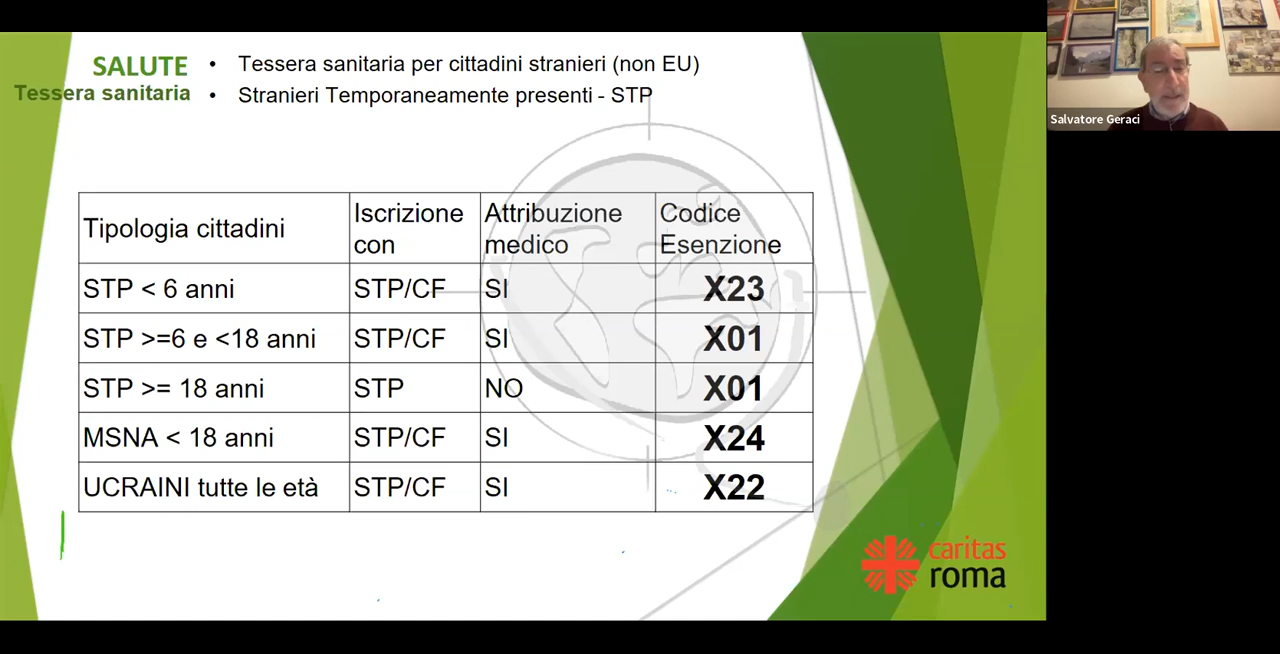 SALUTE
Tessera sanitaria
• Tessera sanitaria per cittadini stranieri (non EU)
• Stranieri Temporaneamente presenti - STP
Salvatore Geraci
Tipologia cittadini
Iscrizione con
Attribuzione medico
Codice Esenzione
STP < 6 anni STP/CF SI X23
STP >=6 e <18 anni STP/CF SI X01
STP >= 18 anni STP NO X01
MSNA < 18 anni STP/CF SI X24
UCRAINI tutte le età STP/CF SI X22
caritas
roma